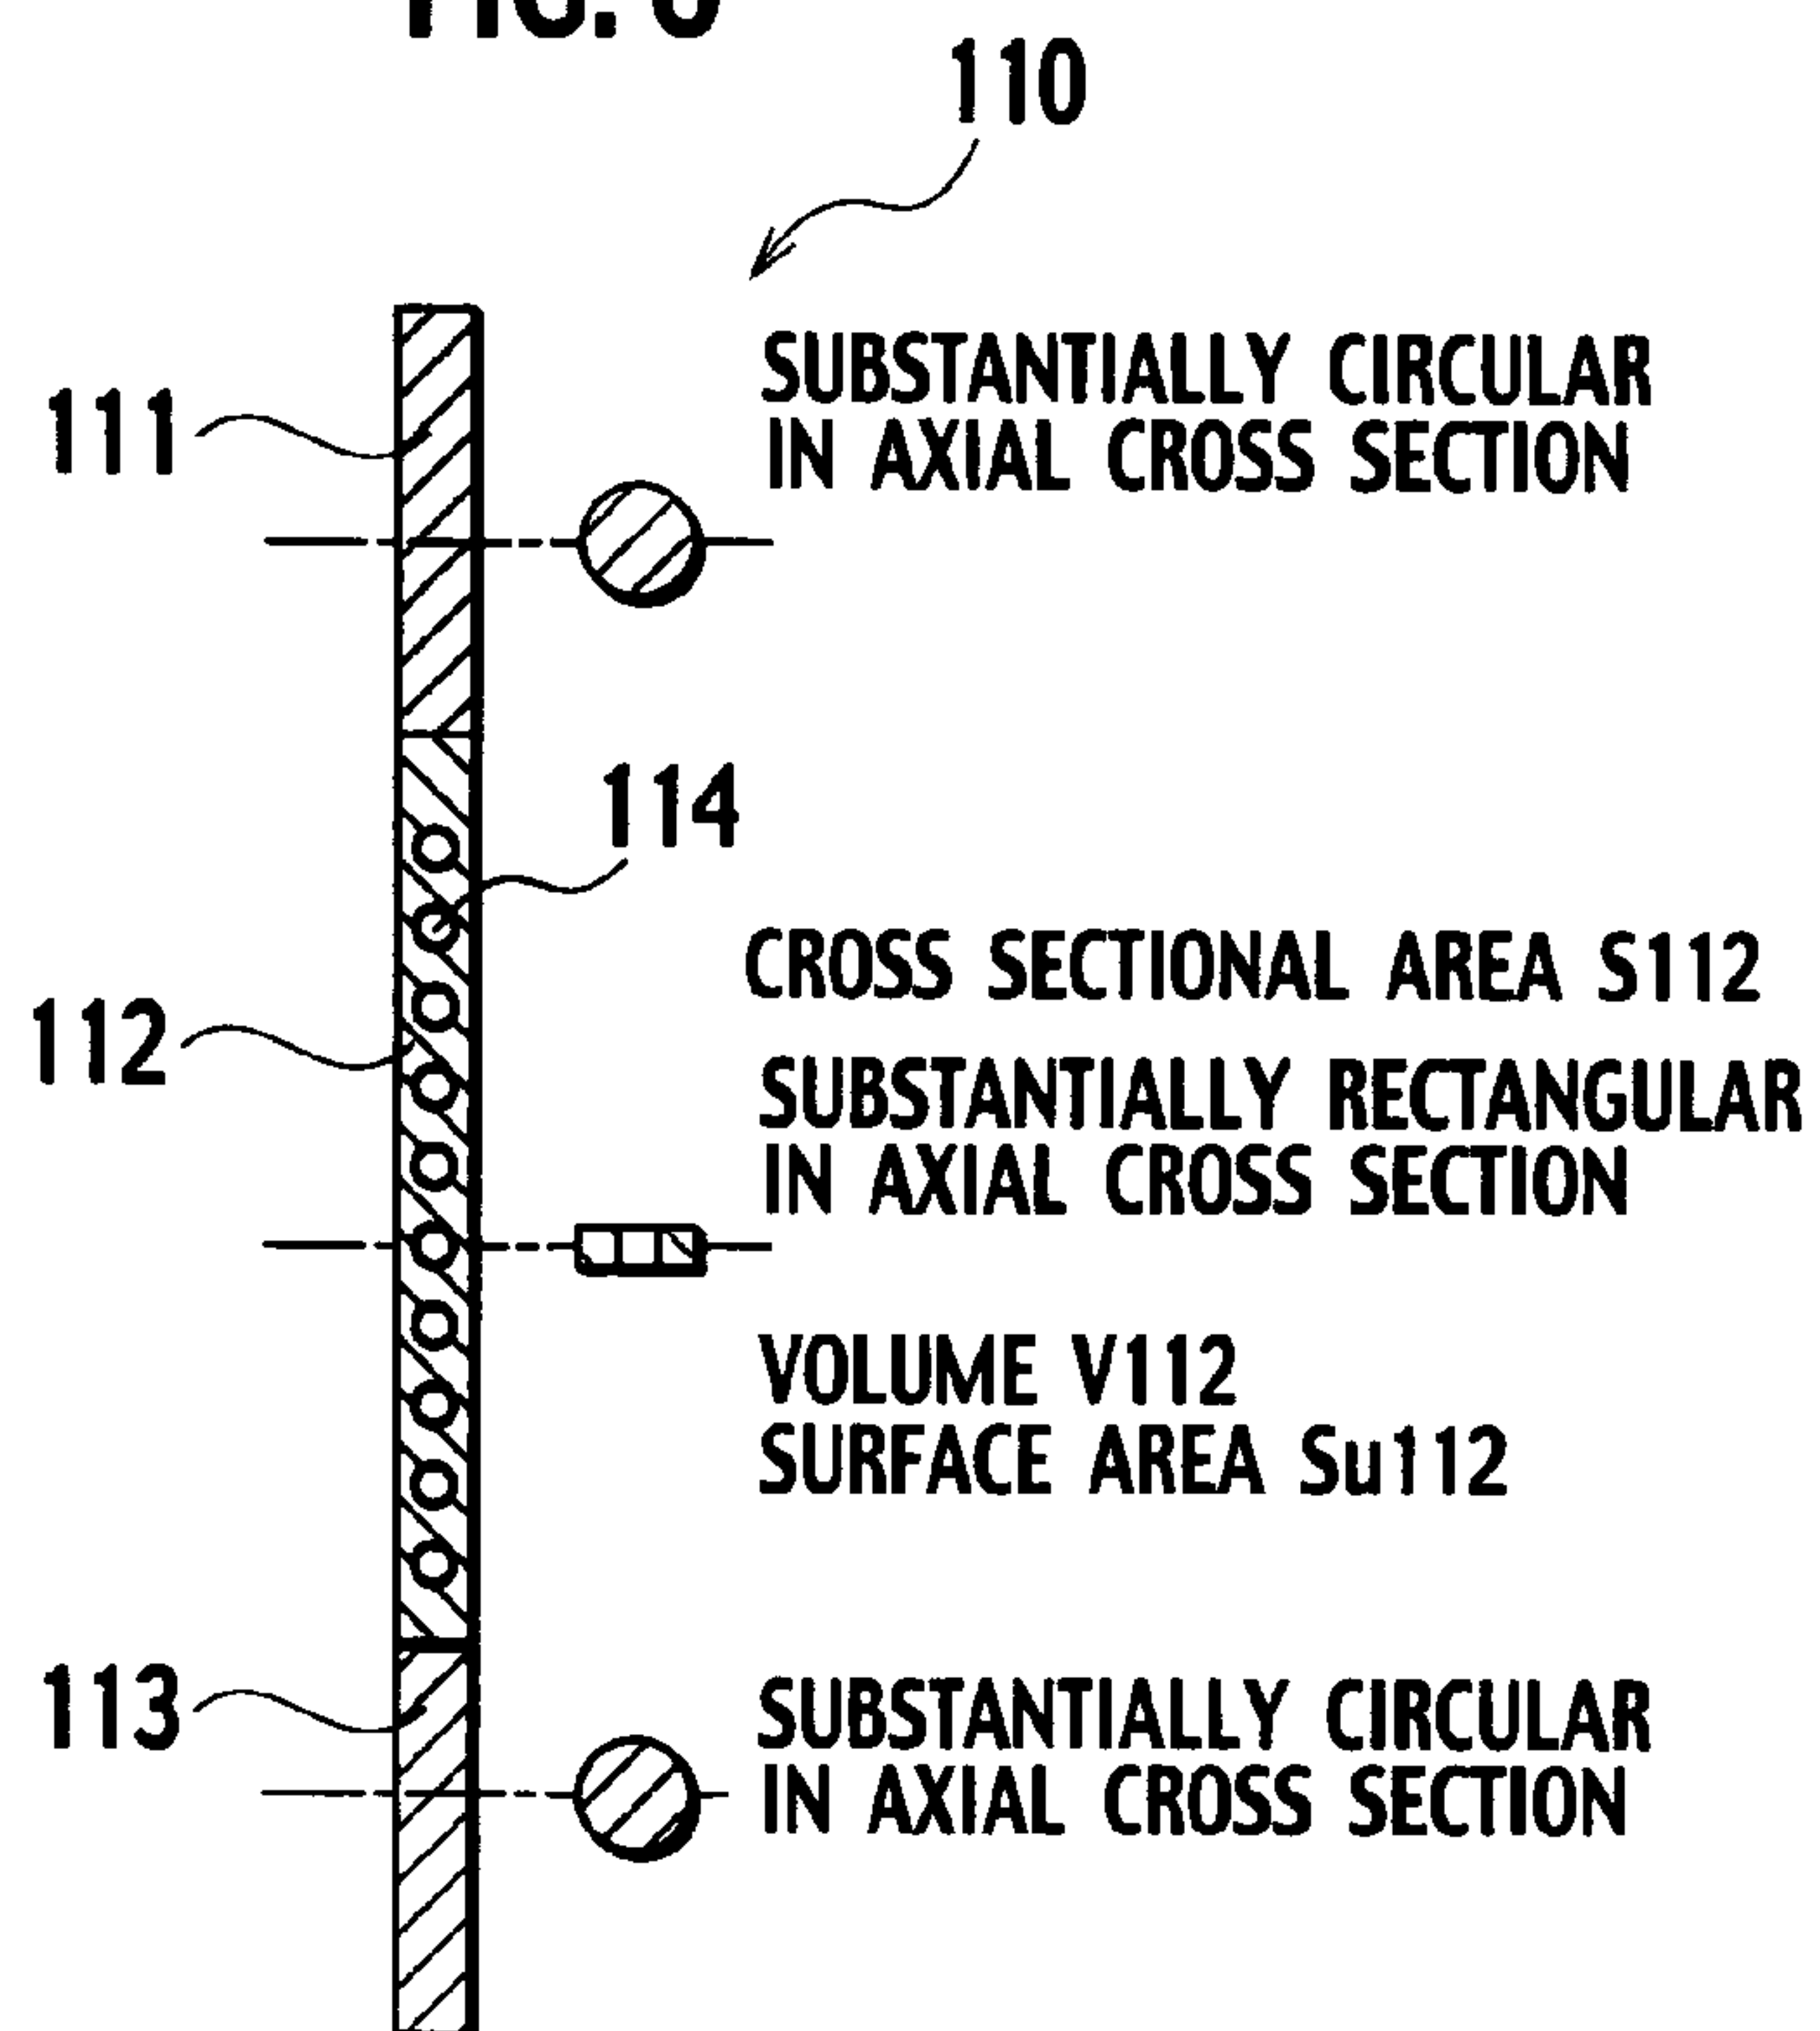 FIG.
110
SUBSTANTIALLY CIRCULAR
IN AXIAL CROSS SECTION
111
114
CROSS SECTIONAL AREA S112
112
SUBSTANTIALLY RECTANGULAR
IN AXIAL CROSS SECTION
VOLUME V112
SURFACE AREA Su112
113
SUBSTANTIALLY CIRCULAR
IN AXIAL CROSS SECTION